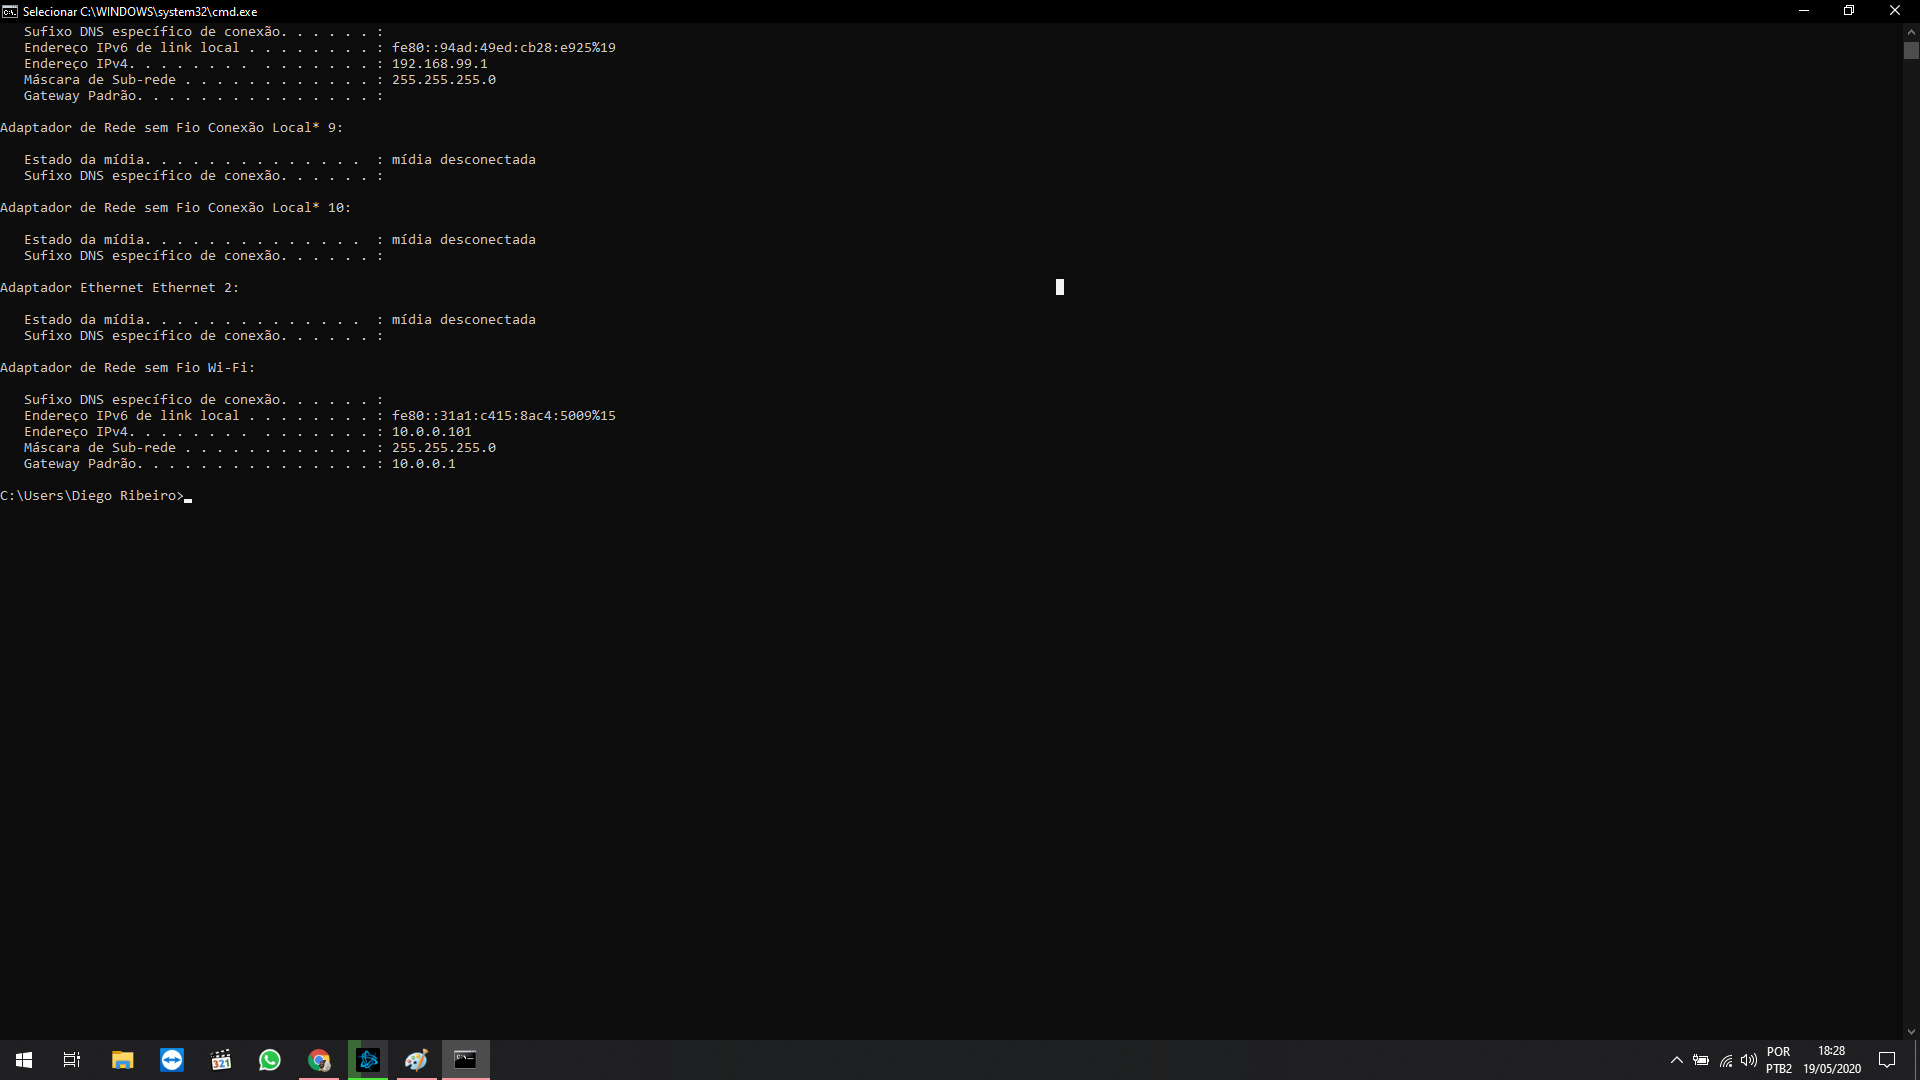 Selecionar C:\WINDOWS\system32\cmd.exe
Sufixo DNS específico de conexão. . . . . . :
Endereço IPv6 de link local . . . . . . . . : fe80::94ad:49ed:cb28:e925%19
Endereço IPv4. . . . . . . .  . . . . . . . : 192.168.99.1
Máscara de Sub-rede . . . . . . . . . . . . : 255.255.255.0
Gateway Padrão. . . . . . . . . . . . . . . :
Adaptador de Rede sem Fio Conexão Local* 9:
Estado da mídia. . . . . . . . . . . . . .  : mídia desconectada
Sufixo DNS específico de conexão. . . . . . :
Adaptador de Rede sem Fio Conexão Local* 10:
Estado da mídia. . . . . . . . . . . . . .  : mídia desconectada
Sufixo DNS específico de conexão. . . . . . :
Adaptador Ethernet Ethernet 2:
Estado da mídia. . . . . . . . . . . . . .  : mídia desconectada
Sufixo DNS específico de conexão. . . . . . :
Adaptador de Rede sem Fio Wi-Fi:
Sufixo DNS específico de conexão. . . . . . :
Endereço IPv6 de link local . . . . . . . . : fe80::31a1:c415:8ac4:5009%15
Endereço IPv4. . . . . . . .  . . . . . . . : 10.0.0.101
Máscara de Sub-rede . . . . . . . . . . . . : 255.255.255.0
Gateway Padrão. . . . . . . . . . . . . . . : 10.0.0.1
C:\Users\Diego Ribeiro>
321
POR 18:28
PTB2 19/05/2020